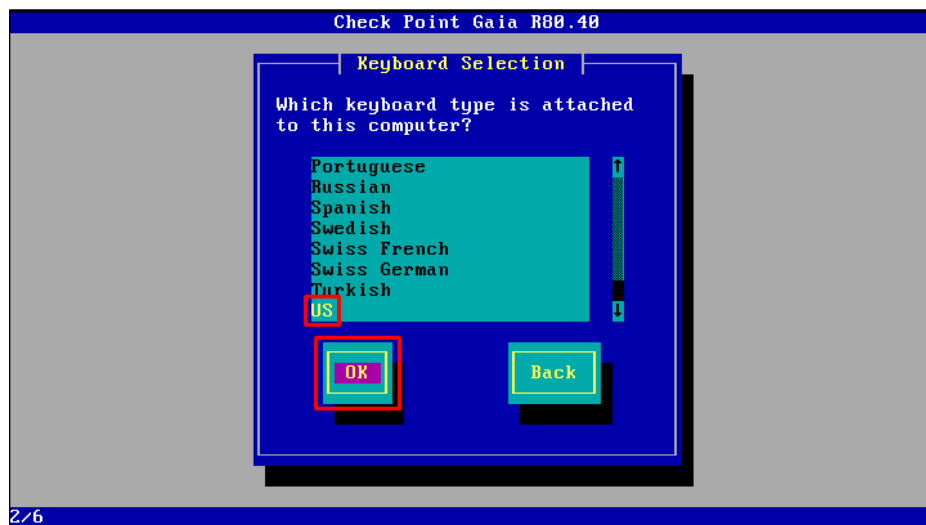 Check Point Gaia R80.40
Keyboard Selection
Which keyboard type is attached
to this computer?
Portuguese
Russian
Spanish
Swedish
Swiss French
Swiss German
Turkish
US
OK
Back
2/6